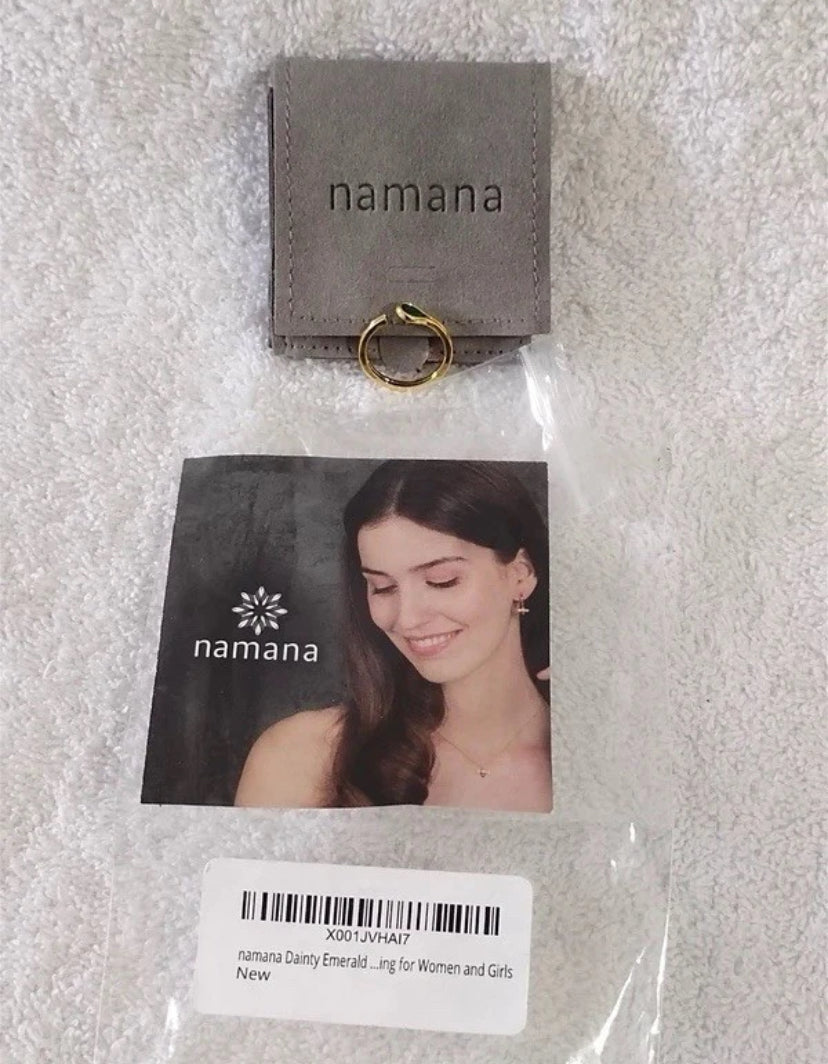 namana
namana
X001JVHAI7
namana Dainty Emerald ...ing for Women and Girls
New